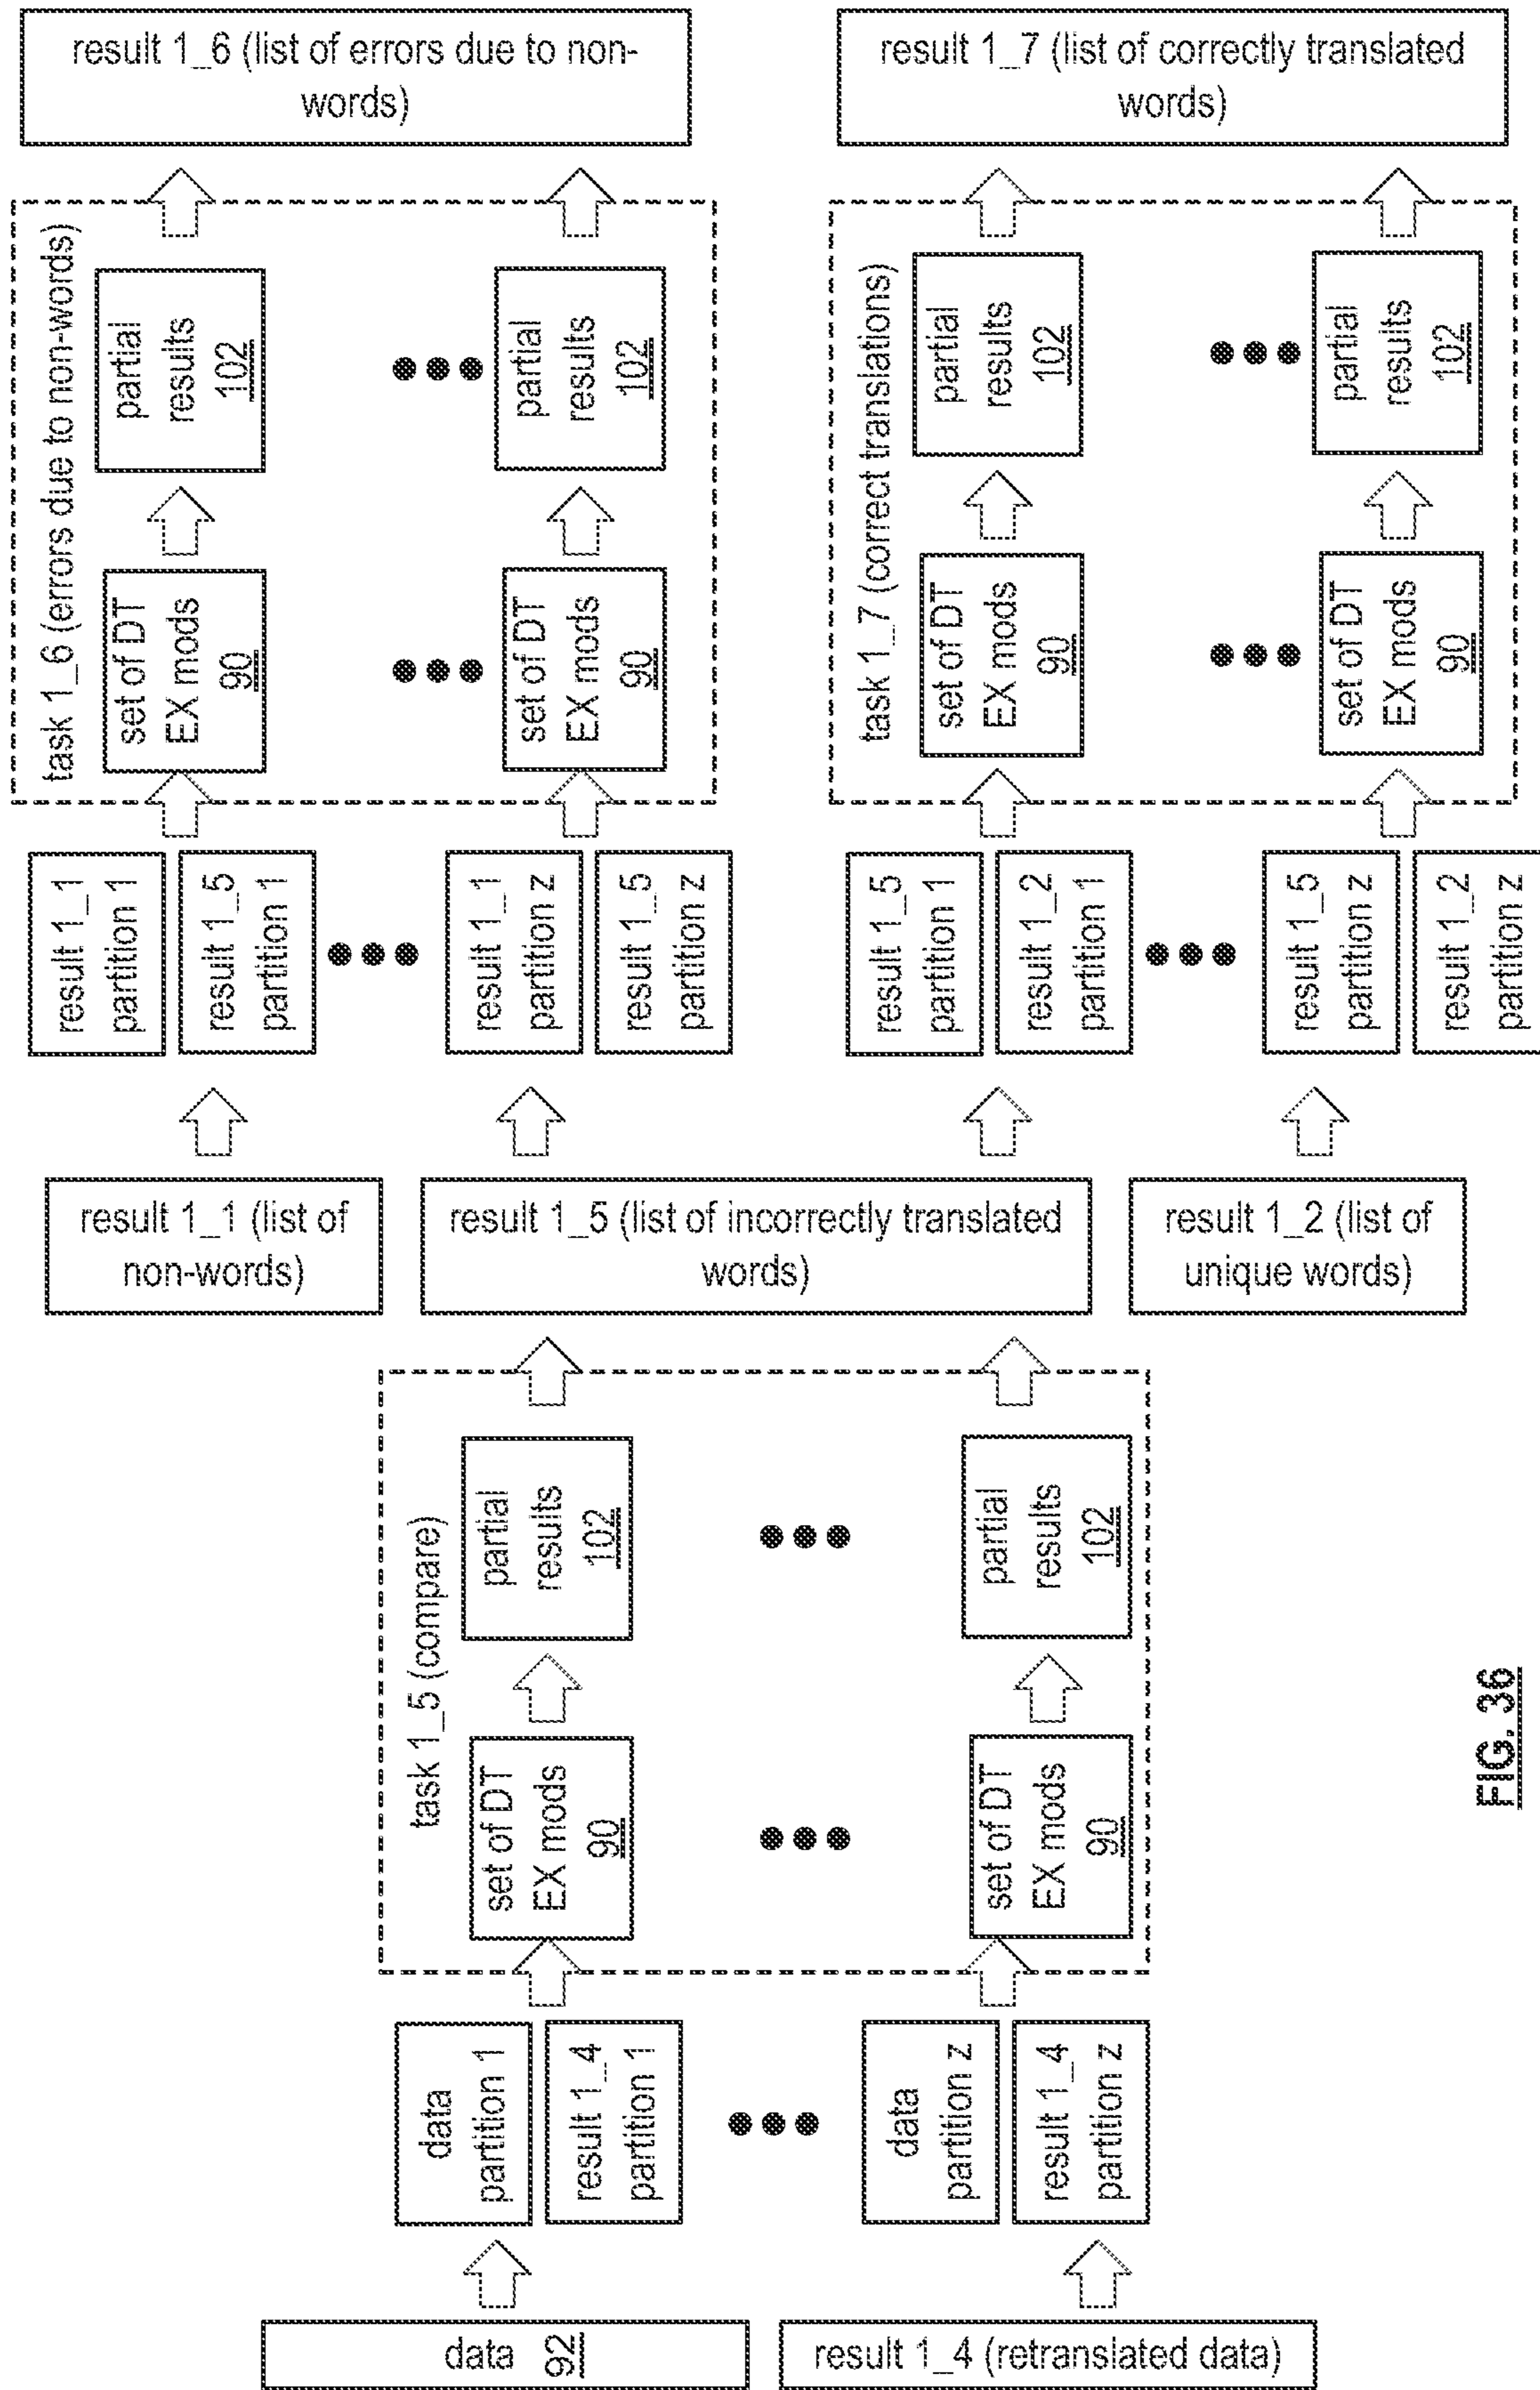 data 92
result 1_4 (retranslated data)
data
partition 1
result 1_4
partition 1
data
partition z
result 1_4
partition z
task 1_5 (compare)
set of DT
EX mods
90
partial
results
102
set of DT
EX mods
90
partial
results
102
result 1_1 (list of
non-words)
result 1_5 (list of incorrectly translated
words)
result 1_2 (list of
unique words)
result 1_1
partition 1
result 1_5
partition 1
result 1_1
partition z
result 1_5
partition z
result 1_5
partition 1
result 1_2
partition 1
result 1_5
partition z
result 1_2
partition z
task 1_6 (errors due to non-words)
set of DT
EX mods
90
partial
results
102
set of DT
EX mods
90
partial
results
102
task 1_7 (correct translations)
set of DT
EX mods
90
partial
results
102
set of DT
EX mods
90
partial
results
102
result 1_6 (list of errors due to non-
words)
result 1_7 (list of correctly translated
words)
FIG. 36